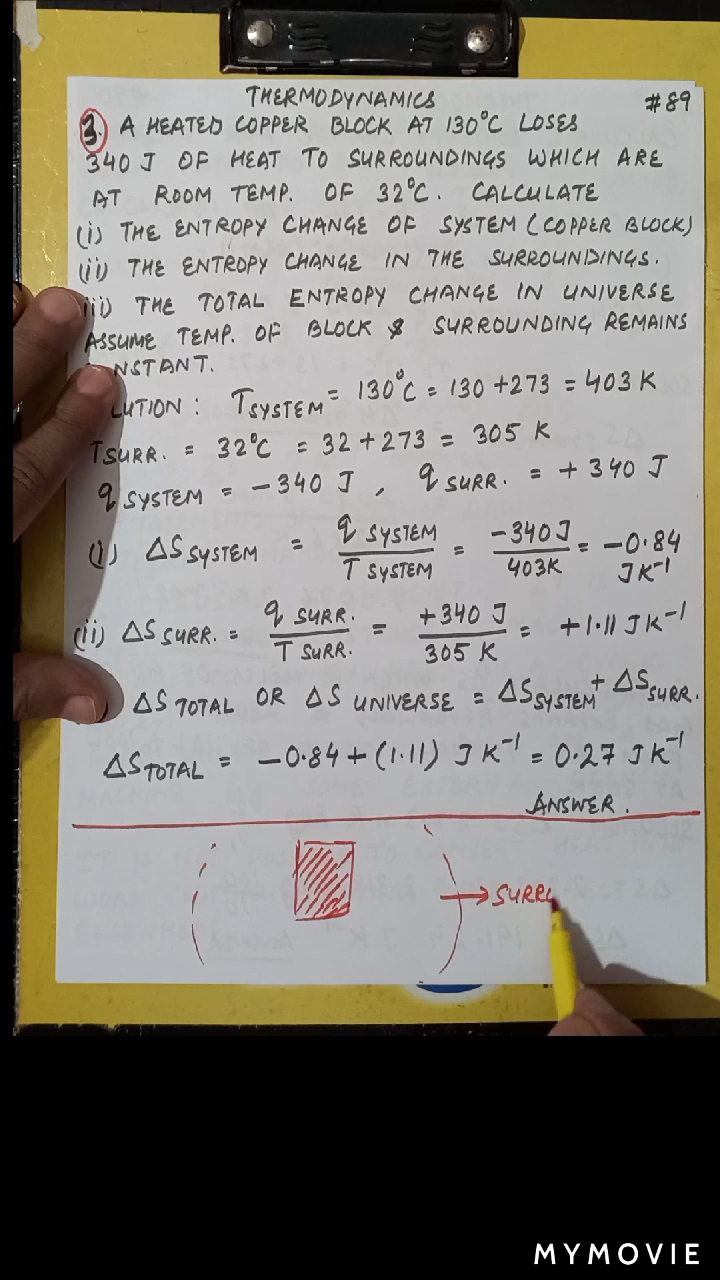 THERMODYNAMICS #89
3. A HEATED COPPER BLOCK AT 130°C LOSES
340 J OF HEAT TO SURROUNDINGS WHICH ARE
AT ROOM TEMP. OF 32°C. CALCULATE
(i) THE ENTROPY CHANGE OF SYSTEM (COPPER BLOCK)
(ii) THE ENTROPY CHANGE IN THE SURROUNDINGS.
ii) THE TOTAL ENTROPY CHANGE IN UNIVERSE
ASSUME TEMP. OF BLOCK & SURROUNDING REMAINS
NSTANT.
LUTION : T SYSTEM = 130°C = 130 + 273 = 403 K
T SURR. = 32°C = 32 + 273 = 305 K
q SYSTEM = -340 J , q SURR. = + 340 J
(i) ΔS SYSTEM = q SYSTEM / T SYSTEM = -340 J / 403 K = -0.84 JK⁻¹
(ii) ΔS SURR. = q SURR. / T SURR. = +340 J / 305 K = +1.11 JK⁻¹
ΔS TOTAL OR ΔS UNIVERSE = ΔS SYSTEM + ΔS SURR.
ΔS TOTAL = -0.84 + (1.11) J K⁻¹ = 0.27 JK⁻¹
ANSWER.
SURR
MYMOVIE